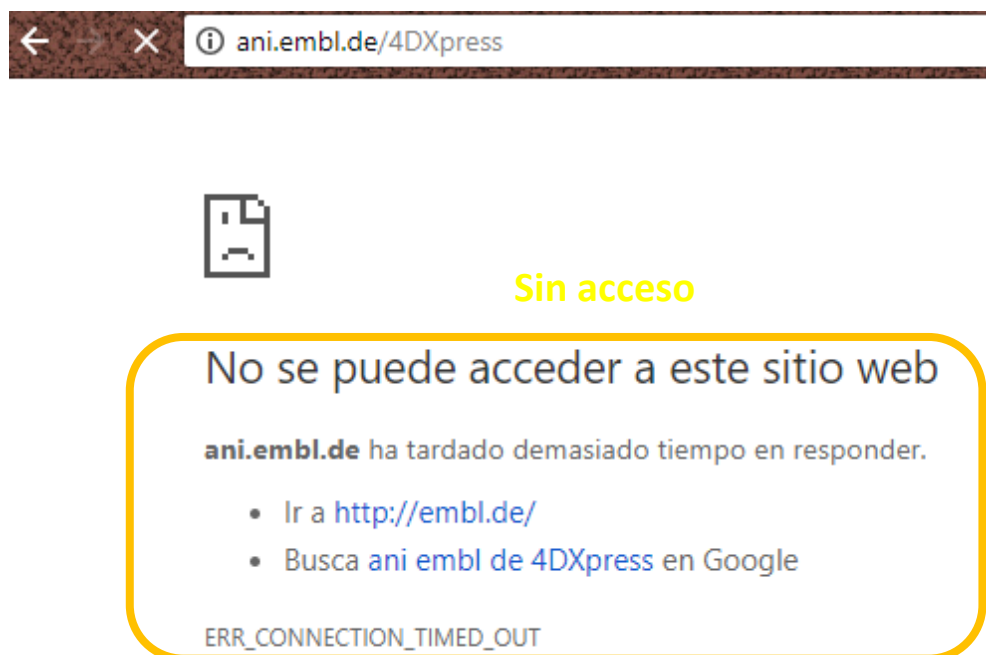 ani.embl.de/4DXpress
Sin acceso
No se puede acceder a este sitio web
ani.embl.de ha tardado demasiado tiempo en responder.
• Ir a http://embl.de/
• Busca ani embl de 4DXpress en Google
ERR_CONNECTION_TIMED_OUT